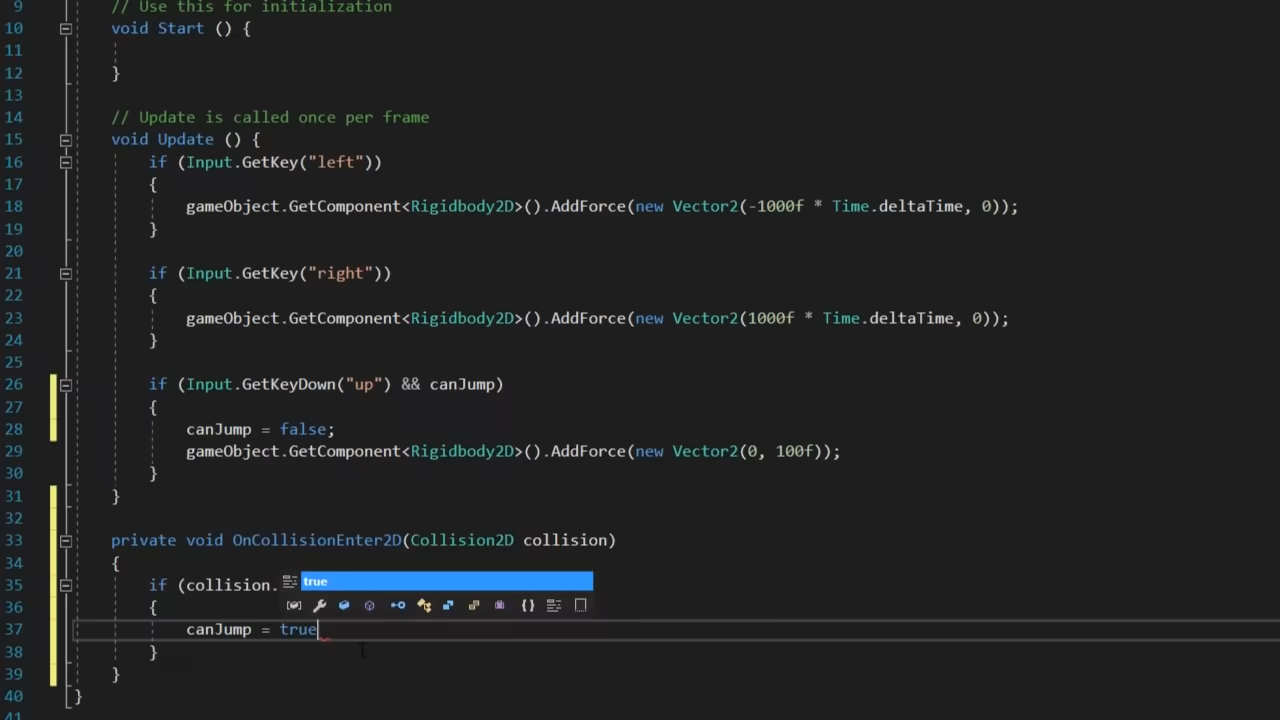 9 // Use this for initialization
10 void Start () {
11
12 }
13
14 // Update is called once per frame
15 void Update () {
16 if (Input.GetKey("left"))
17 {
18 gameObject.GetComponent<Rigidbody2D>().AddForce(new Vector2(-1000f * Time.deltaTime, 0));
19 }
20
21 if (Input.GetKey("right"))
22 {
23 gameObject.GetComponent<Rigidbody2D>().AddForce(new Vector2(1000f * Time.deltaTime, 0));
24 }
25
26 if (Input.GetKeyDown("up") && canJump)
27 {
28 canJump = false;
29 gameObject.GetComponent<Rigidbody2D>().AddForce(new Vector2(0, 100f));
30 }
31 }
32
33 private void OnCollisionEnter2D(Collision2D collision)
34 {
true
35 if (collision.
36 {
37 canJump = true
38 }
39 }
40 }
41